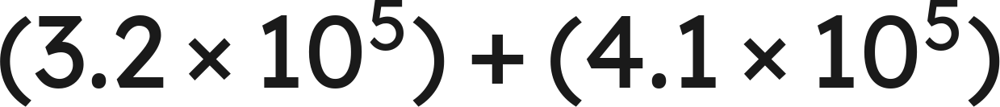 (3.2 × 10⁵) + (4.1 × 10⁵)